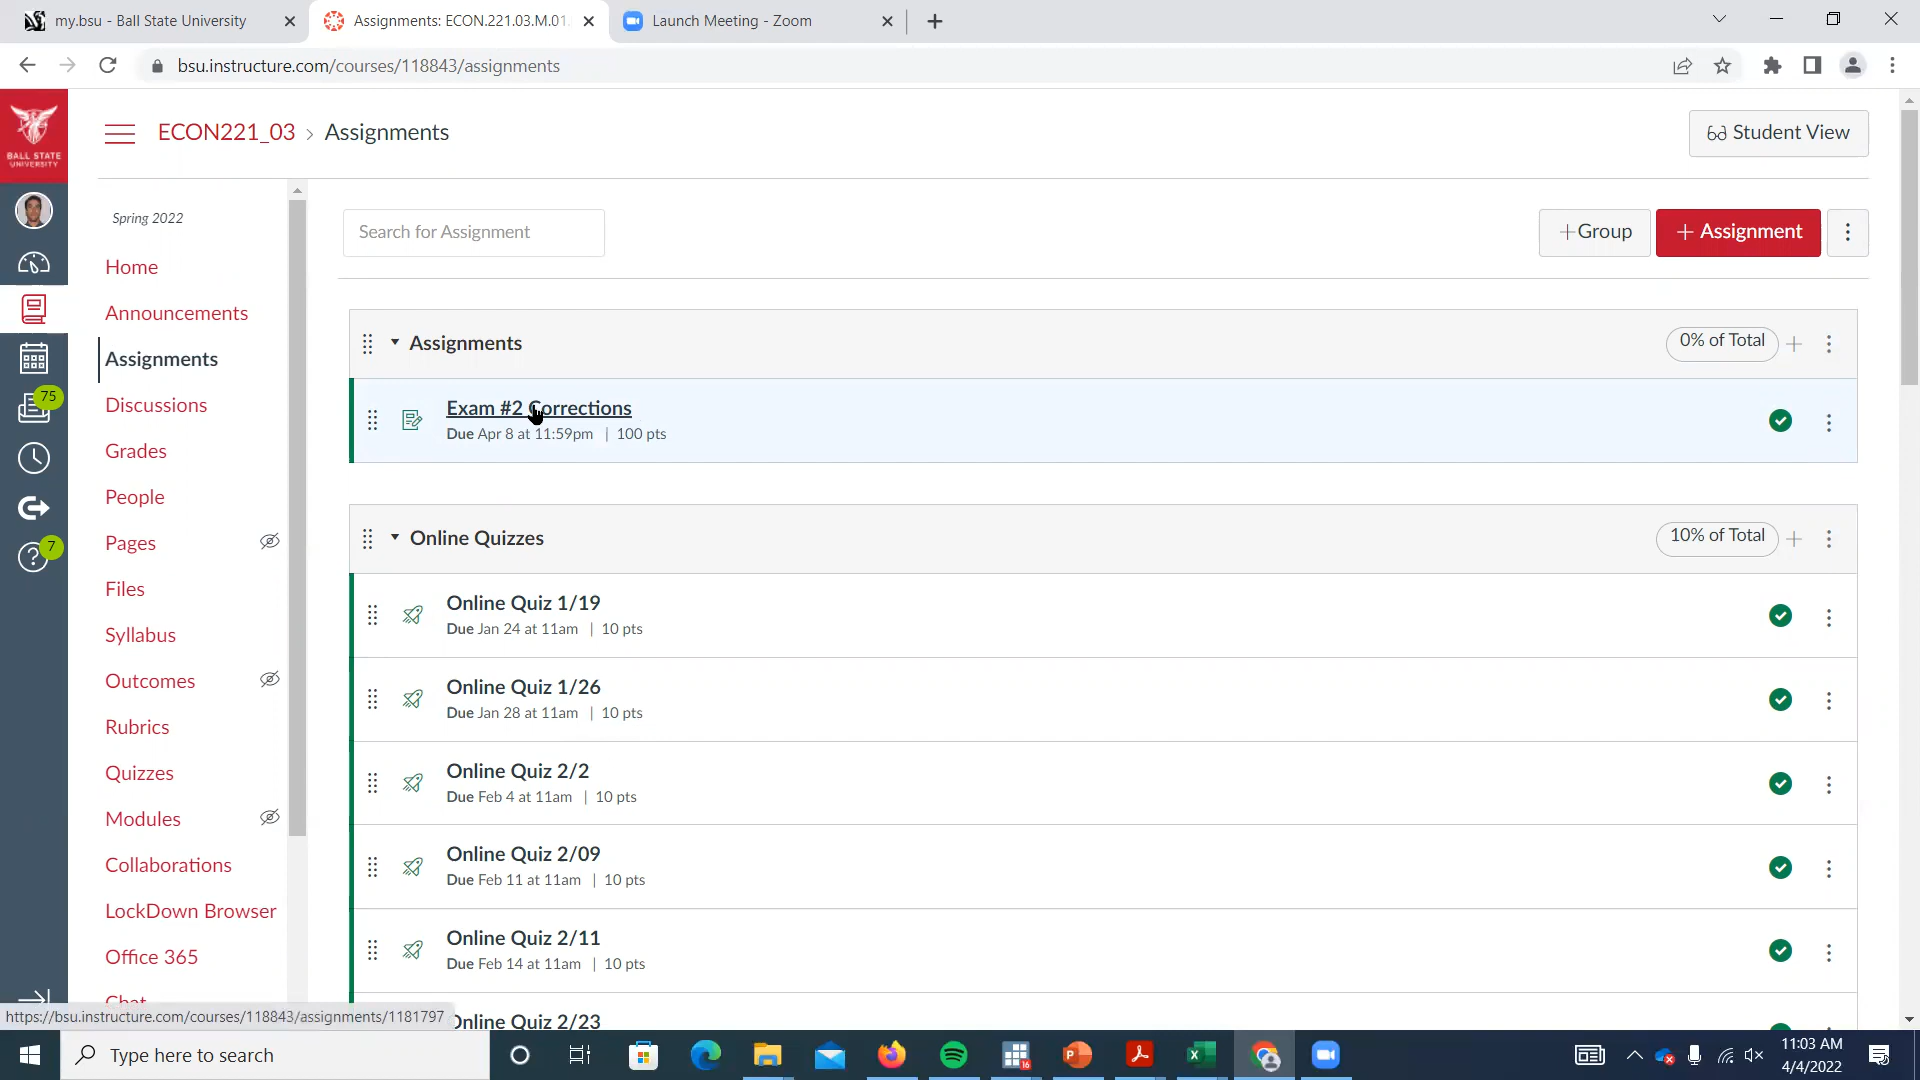 my.bsu - Ball State University
Assignments: ECON.221.03.M.01
Launch Meeting - Zoom
bsu.instructure.com/courses/118843/assignments
BALL STATE
UNIVERSITY
ECON221_03 › Assignments
Student View
Spring 2022
Search for Assignment
+Group
+ Assignment
Home
Announcements
Assignments
Discussions
Grades
People
Pages
Files
Syllabus
Outcomes
Rubrics
Quizzes
Modules
Collaborations
LockDown Browser
Office 365
Chat
75
7
Assignments
0% of Total
Exam #2 Corrections
Due Apr 8 at 11:59pm | 100 pts
Online Quizzes
10% of Total
Online Quiz 1/19
Due Jan 24 at 11am | 10 pts
Online Quiz 1/26
Due Jan 28 at 11am | 10 pts
Online Quiz 2/2
Due Feb 4 at 11am | 10 pts
Online Quiz 2/09
Due Feb 11 at 11am | 10 pts
Online Quiz 2/11
Due Feb 14 at 11am | 10 pts
Online Quiz 2/23
https://bsu.instructure.com/courses/118843/assignments/1181797
Type here to search
16
11:03 AM
4/4/2022